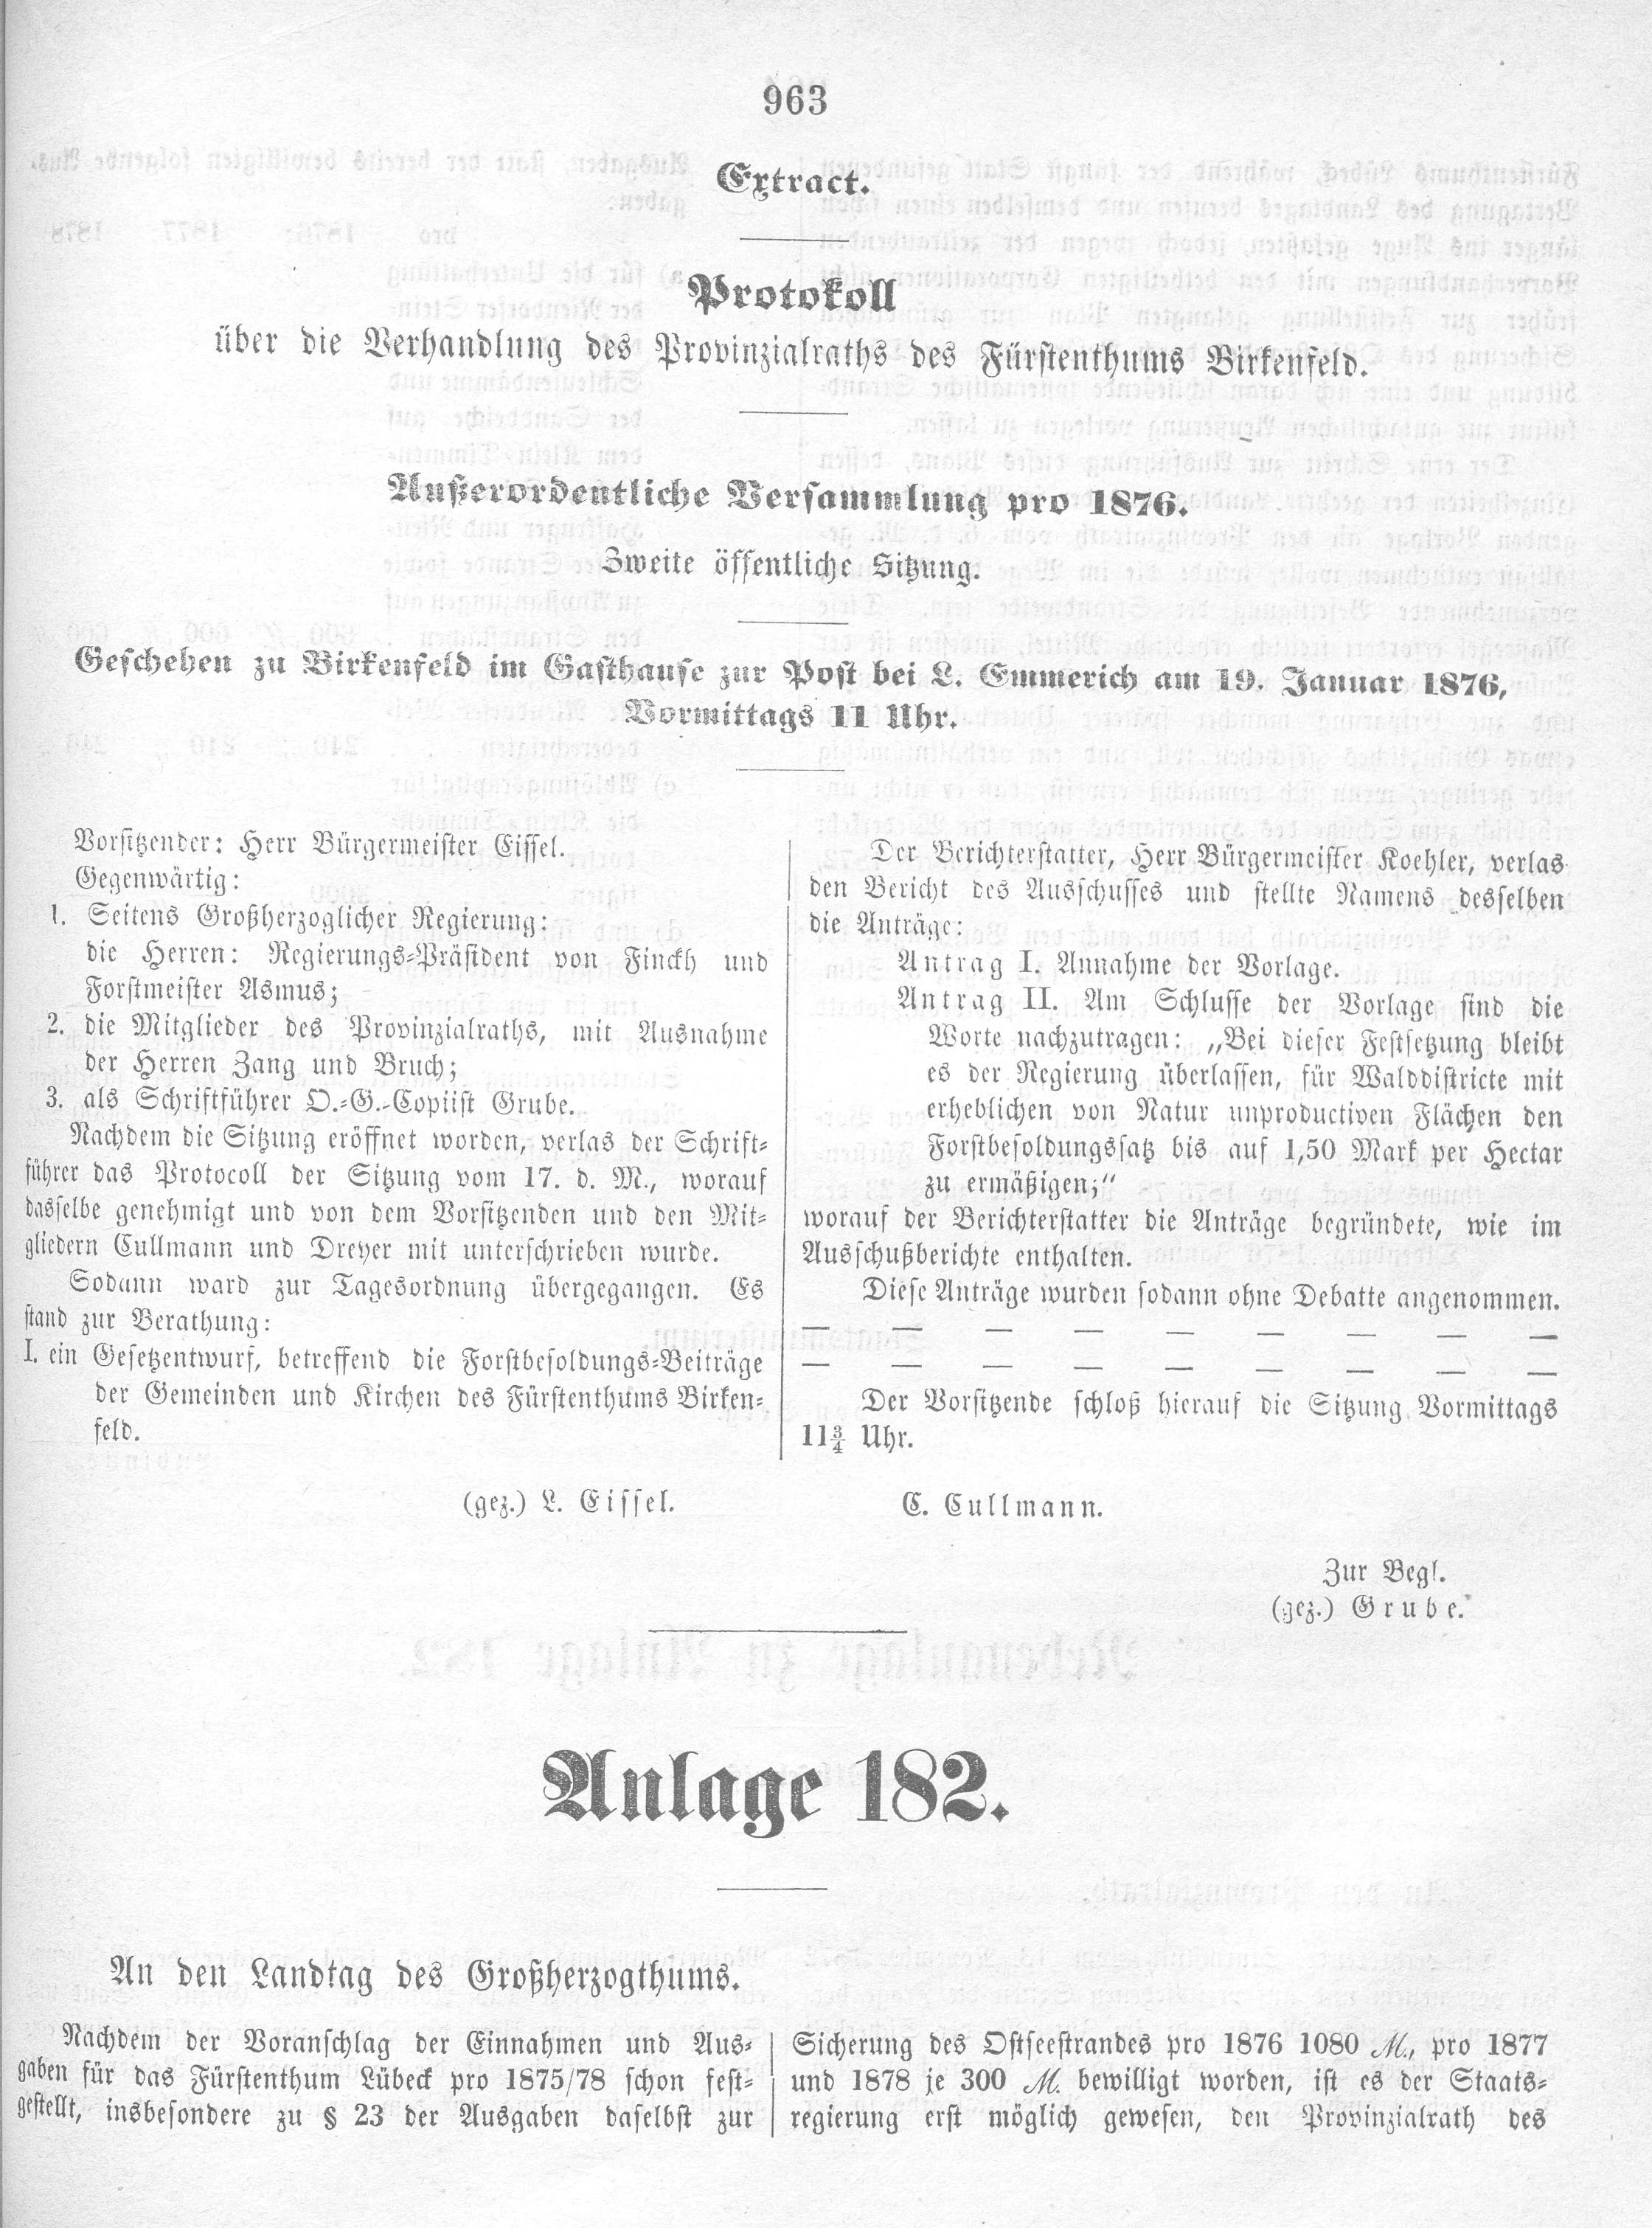 963
Extract.
Protokoll
über die Verhandlung des Provinzialraths des Fürstenthums Birkenfeld.
Außerordentliche Versammlung pro 1876.
Zweite öffentliche Sitzung.
Geschehen zu Birkenfeld im Gasthause zur Post bei L. Emmerich am 19. Januar 1876,
Vormittags 11 Uhr.
Vorsitzender: Herr Bürgermeister Eissel.
Gegenwärtig:
1. Seitens Großherzoglicher Regierung:
die Herren: Regierungs-Präsident von Finckh und
Forstmeister Asmus;
2. die Mitglieder des Provinzialraths, mit Ausnahme
der Herren Zang und Bruch;
3. als Schriftführer O.-G.-Copiist Grube.
Nachdem die Sitzung eröffnet worden, verlas der Schrift-
führer das Protocoll der Sitzung vom 17. d. M., worauf
dasselbe genehmigt und von dem Vorsitzenden und den Mit-
gliedern Cullmann und Dreyer mit unterschrieben wurde.
Sodann ward zur Tagesordnung übergegangen. Es
stand zur Berathung:
I. ein Gesetzentwurf, betreffend die Forstbesoldungs-Beiträge
der Gemeinden und Kirchen des Fürstenthums Birken-
feld.
Der Berichterstatter, Herr Bürgermeister Koehler, verlas
den Bericht des Ausschusses und stellte Namens desselben
die Anträge:
Antrag I. Annahme der Vorlage.
Antrag II. Am Schlusse der Vorlage sind die
Worte nachzutragen: „Bei dieser Festsetzung bleibt
es der Regierung überlassen, für Walddistricte mit
erheblichen von Natur unproductiven Flächen den
Forstbesoldungssatz bis auf 1,50 Mark per Hectar
zu ermäßigen;“
worauf der Berichterstatter die Anträge begründete, wie im
Ausschußberichte enthalten.
Diese Anträge wurden sodann ohne Debatte angenommen.
— — — — — — — — —
— — — — — — — — —
Der Vorsitzende schloß hierauf die Sitzung Vormittags
11¾ Uhr.
(gez.) L. Eissel. C. Cullmann.
Zur Begl.
(gez.) Grube.
Anlage 182.
An den Landtag des Großherzogthums.
Nachdem der Voranschlag der Einnahmen und Aus-
gaben für das Fürstenthum Lübeck pro 1875/78 schon fest-
gestellt, insbesondere zu § 23 der Ausgaben daselbst zur
Sicherung des Ostseestrandes pro 1876 1080 M., pro 1877
und 1878 je 300 M. bewilligt worden, ist es der Staats-
regierung erst möglich gewesen, den Provinzialrath des